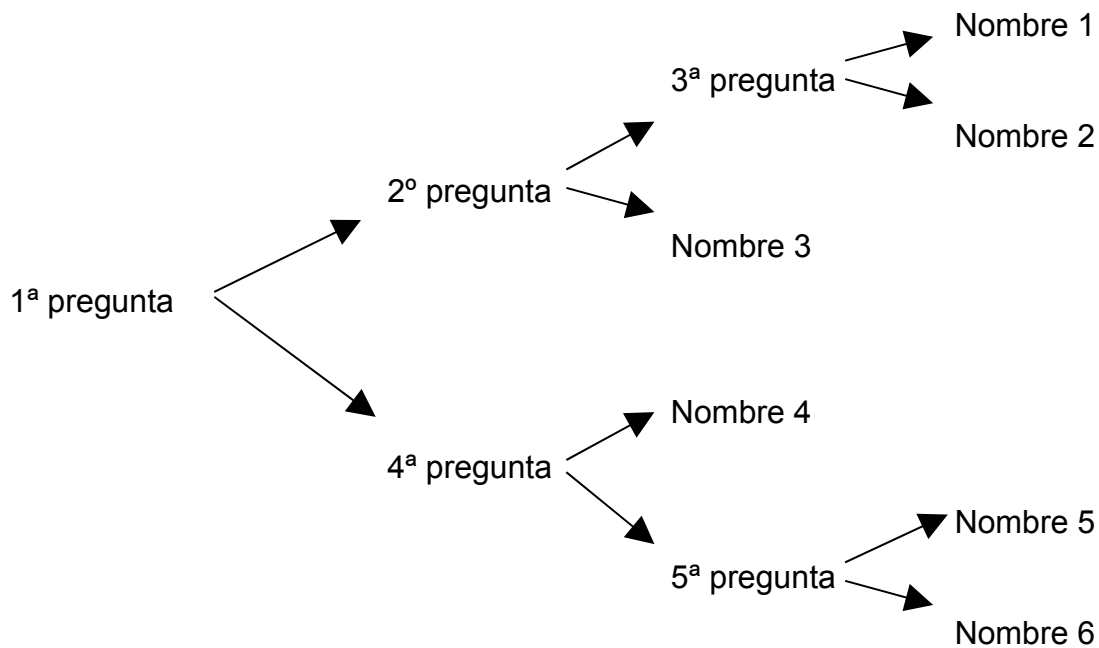 Nombre 1
3ª pregunta
Nombre 2
2º pregunta
Nombre 3
1ª pregunta
Nombre 4
4ª pregunta
Nombre 5
5ª pregunta
Nombre 6